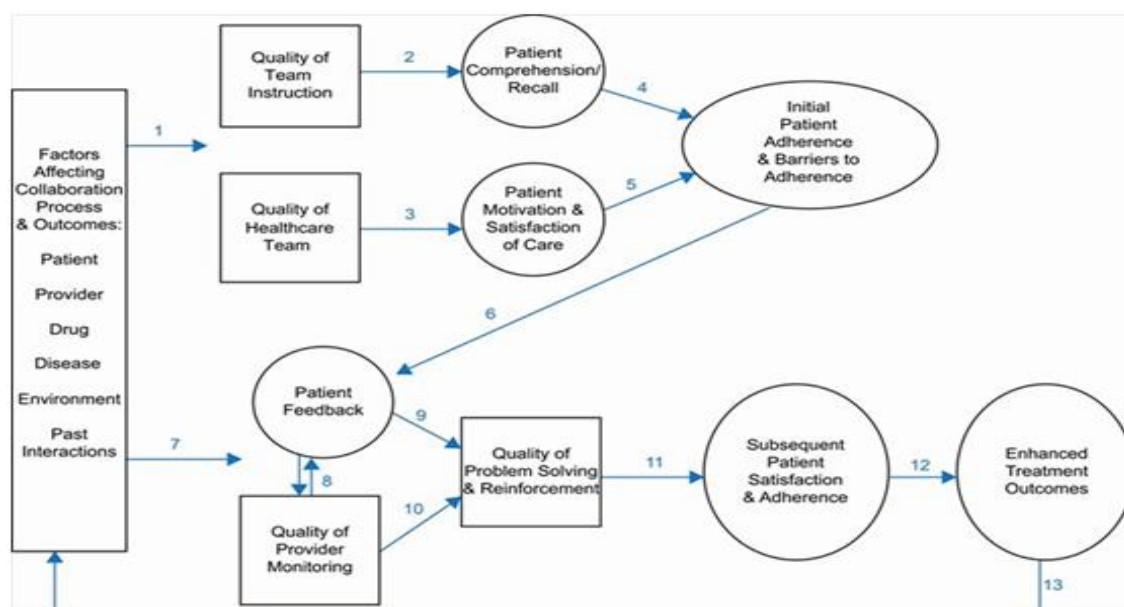 Factors
Affecting
Collaboration
Process
& Outcomes:
Patient
Provider
Drug
Disease
Environment
Past
Interactions
1
Quality of
Team
Instruction
2
Patient
Comprehension/
Recall
4
Initial
Patient
Adherence
& Barriers to
Adherence
Quality of
Healthcare
Team
3
Patient
Motivation &
Satisfaction
of Care
5
6
7
Patient
Feedback
8
9
Quality of
Provider
Monitoring
10
Quality of
Problem Solving
& Reinforcement
11
Subsequent
Patient
Satisfaction
& Adherence
12
Enhanced
Treatment
Outcomes
13